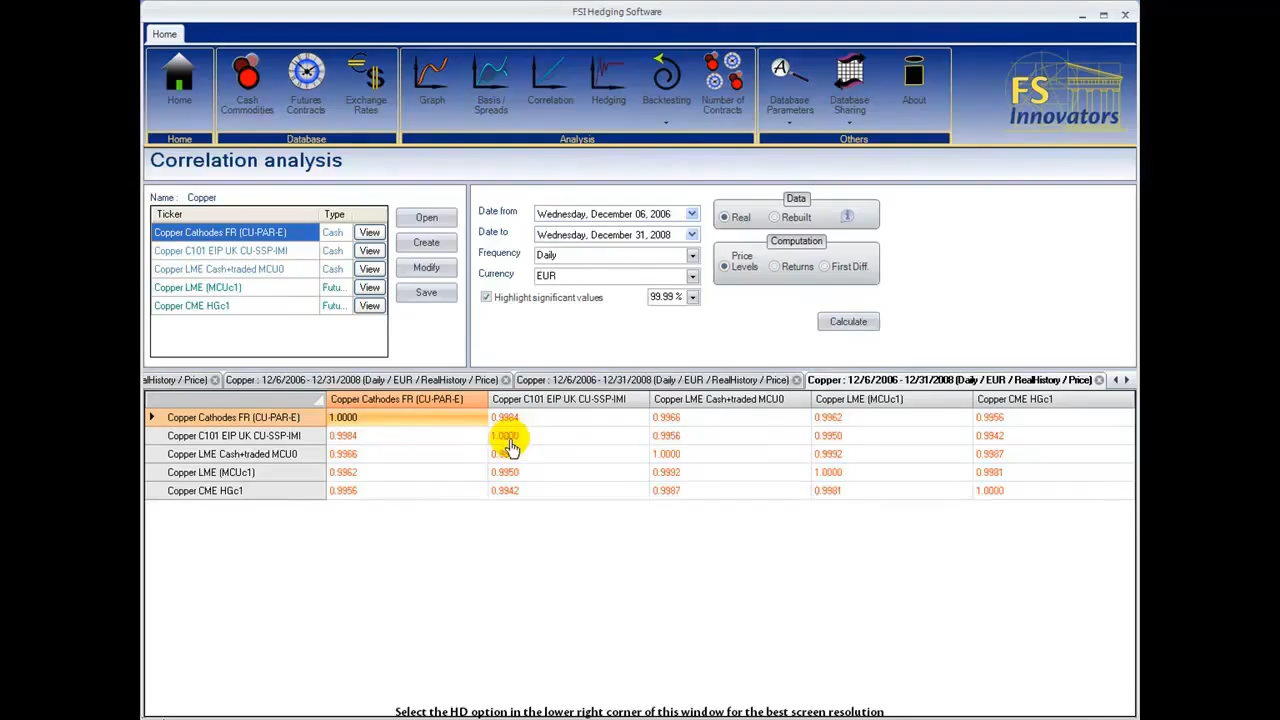 FSI Hedging Software
Home
Home
Cash Commodities
Futures Contracts
Exchange Rates
Graph
Basis / Spreads
Correlation
Hedging
Backtesting
Number of Contracts
Database Parameters
Database Sharing
About
FS Innovators
Home
Database
Analysis
Others
Correlation analysis
Name : Copper
Ticker Type
Copper Cathodes FR (CU-PAR-E) Cash View
Copper C101 EIP UK CU-SSP-IMI Cash View
Copper LME Cash+traded MCU0 Cash View
Copper LME (MCUc1) Futu... View
Copper CME HGc1 Futu... View
Open
Create
Modify
Save
Date from Wednesday, December 06, 2006
Date to Wednesday, December 31, 2008
Frequency Daily
Currency EUR
Highlight significant values 99.99 %
Data
Real Rebuilt
Computation
Price Levels Returns First Diff.
Calculate
alHistory / Price) Copper : 12/6/2006 - 12/31/2008 (Daily / EUR / RealHistory / Price) Copper : 12/6/2006 - 12/31/2008 (Daily / EUR / RealHistory / Price) Copper : 12/6/2006 - 12/31/2008 (Daily / EUR / RealHistory / Price)
Copper Cathodes FR (CU-PAR-E) Copper C101 EIP UK CU-SSP-IMI Copper LME Cash+traded MCU0 Copper LME (MCUc1) Copper CME HGc1
Copper Cathodes FR (CU-PAR-E) 1.0000 0.9984 0.9966 0.9962 0.9956
Copper C101 EIP UK CU-SSP-IMI 0.9984 1.0000 0.9956 0.9950 0.9942
Copper LME Cash+traded MCU0 0.9966 1.0000 0.9992 0.9987
Copper LME (MCUc1) 0.9962 0.9950 0.9992 1.0000 0.9981
Copper CME HGc1 0.9956 0.9942 0.9987 0.9981 1.0000
Select the HD option in the lower right corner of this window for the best screen resolution